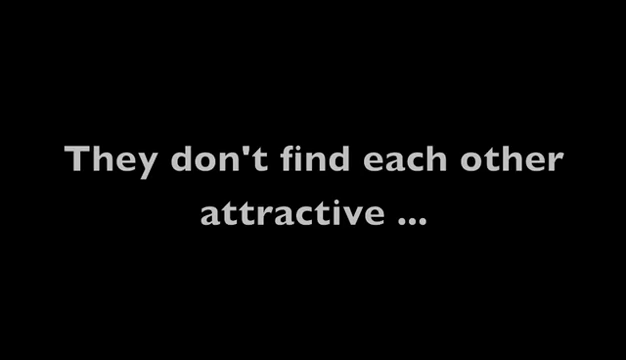 They don't find each other
attractive ...